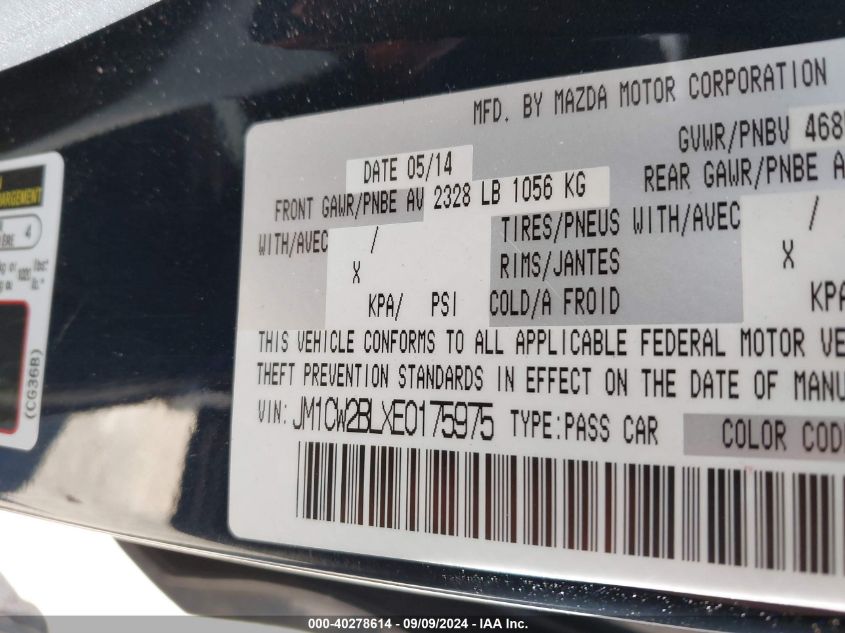 MFD. BY MAZDA MOTOR CORPORATION
DATE 05/14
GVWR/PNBV 468
FRONT GAWR/PNBE AV 2328 LB 1056 KG
REAR GAWR/PNBE A
WITH/AVEC / TIRES/PNEUS WITH/AVEC /
X RIMS/JANTES X
KPA/ PSI COLD/A FROID KPA
THIS VEHICLE CONFORMS TO ALL APPLICABLE FEDERAL MOTOR VE
THEFT PREVENTION STANDARDS IN EFFECT ON THE DATE OF MANU
VIN: JM1CW2BLXE0175975 TYPE:PASS CAR COLOR COD
ARGEMENT
4
(CG36B)
000-40278614 - 09/09/2024 - IAA Inc.